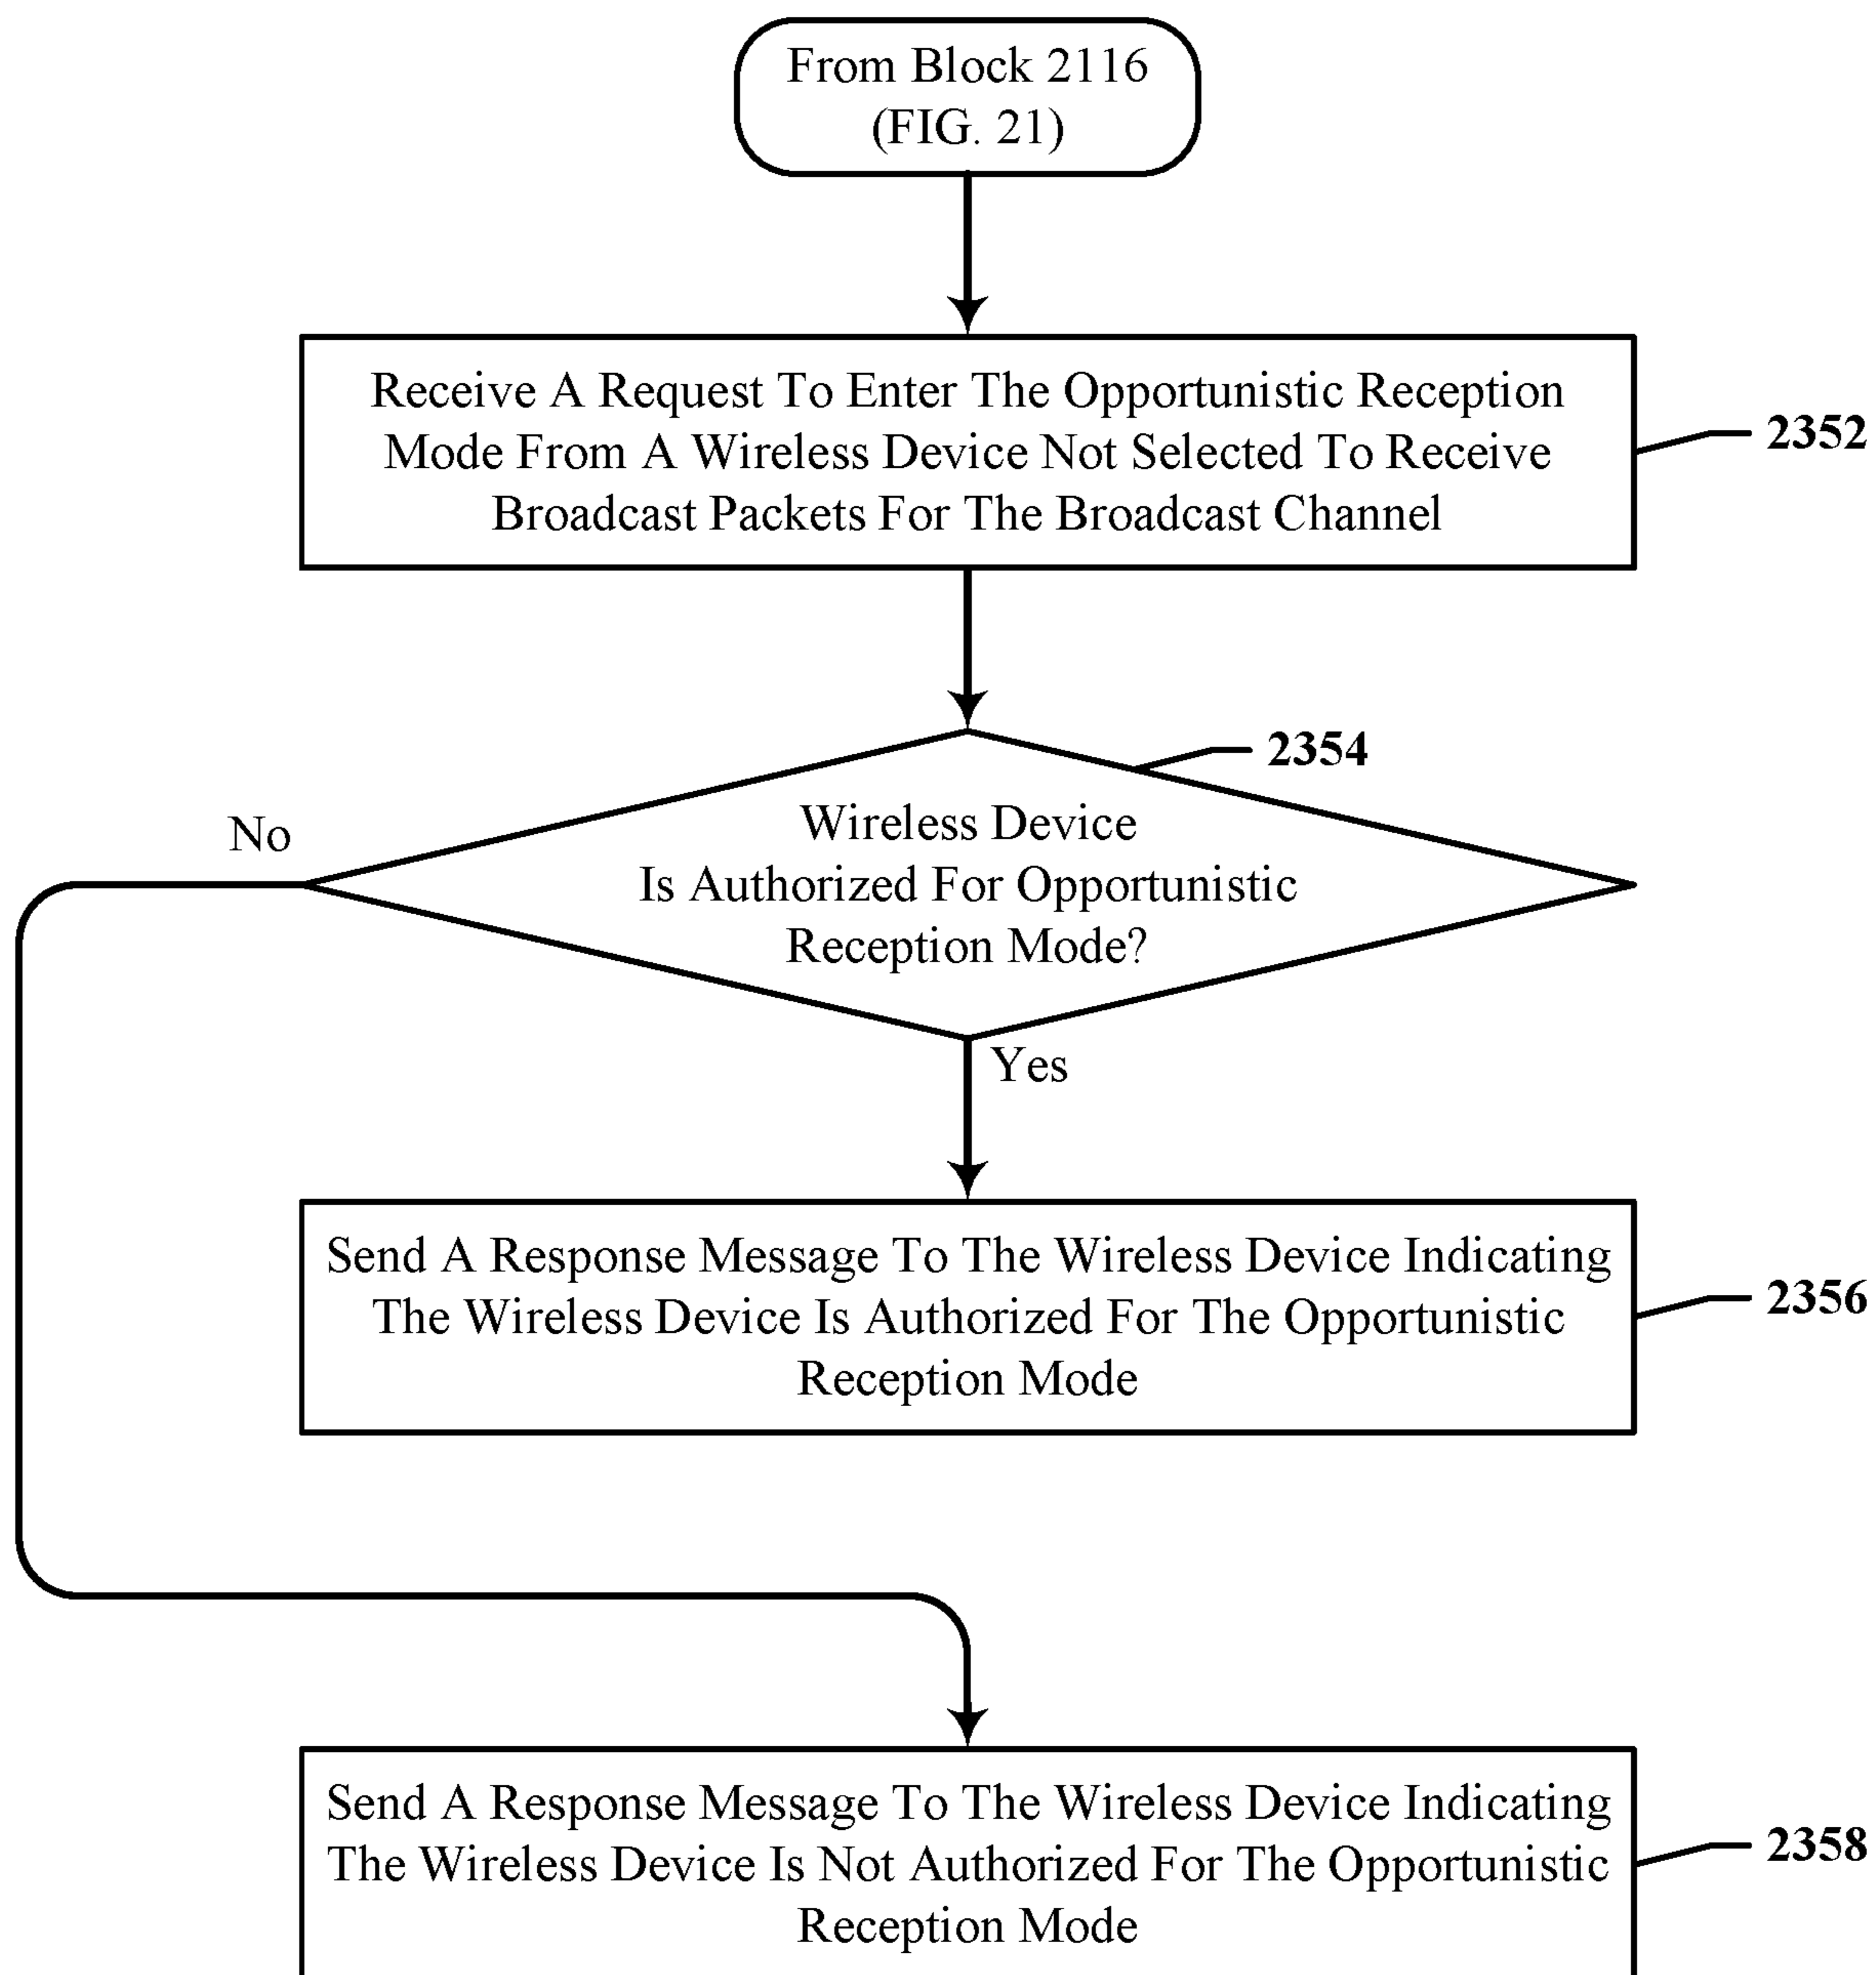 From Block 2116
(FIG. 21)
Receive A Request To Enter The Opportunistic Reception
Mode From A Wireless Device Not Selected To Receive
Broadcast Packets For The Broadcast Channel
2352
2354
Wireless Device
Is Authorized For Opportunistic
Reception Mode?
No
Yes
Send A Response Message To The Wireless Device Indicating
The Wireless Device Is Authorized For The Opportunistic
Reception Mode
2356
Send A Response Message To The Wireless Device Indicating
The Wireless Device Is Not Authorized For The Opportunistic
Reception Mode
2358